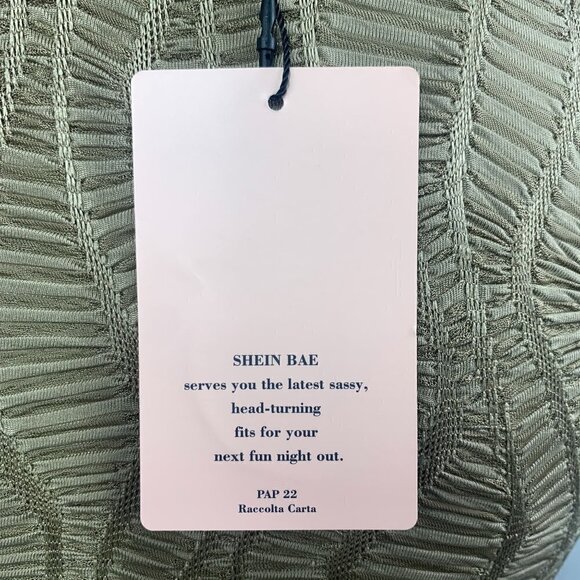 SHEIN BAE
serves you the latest sassy,
head-turning
fits for your
next fun night out.
PAP 22
Raccolta Carta